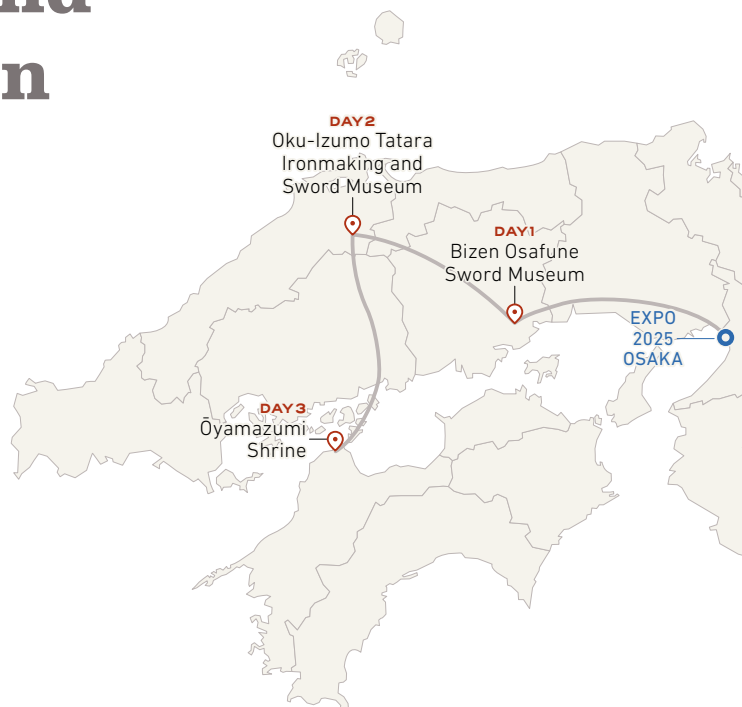 n
DAY2
Oku-Izumo Tatara
Ironmaking and
Sword Museum
DAY1
Bizen Osafune
Sword Museum
EXPO
2025
OSAKA
DAY3
Ōyamazumi
Shrine